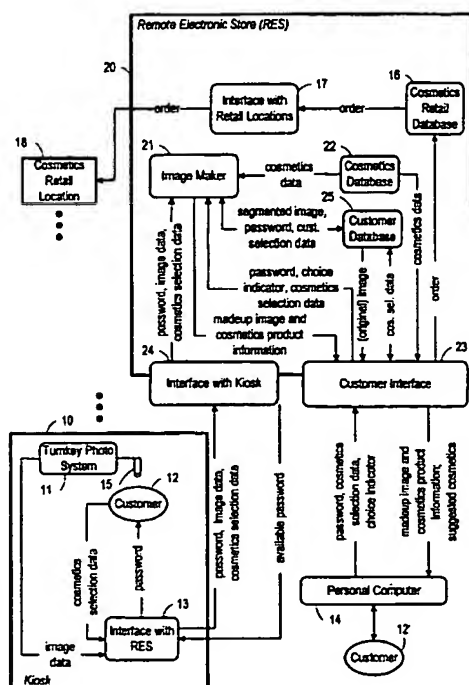 Remote Electronic Store (RES)
20
17
16
Interface with
Retail Locations
Cosmetics
Retail
Database
order
order
18
Cosmetics
Retail
Location
21
Image Maker
cosmetics
data
22
Cosmetics
Database
25
Customer
Database
segmented image,
password, cust.
selection data
password, image data,
cosmetics selection data
password, choice
indicator, cosmetics
selection data
madeup image and
cosmetics product
information
(original) image
cos. sel. data
cosmetics data
order
24
Interface with Kiosk
23
Customer Interface
10
Turnkey Photo
System
11
15
12
Customer
cosmetics
selection data
password
13
Interface with
RES
image
data
Kiosk
password, image data,
cosmetics selection data
available password
password, cosmetics
selection data,
choice indicator
madeup image and
cosmetics product
information;
suggested cosmetics
Personal Computer
14
12'
Customer